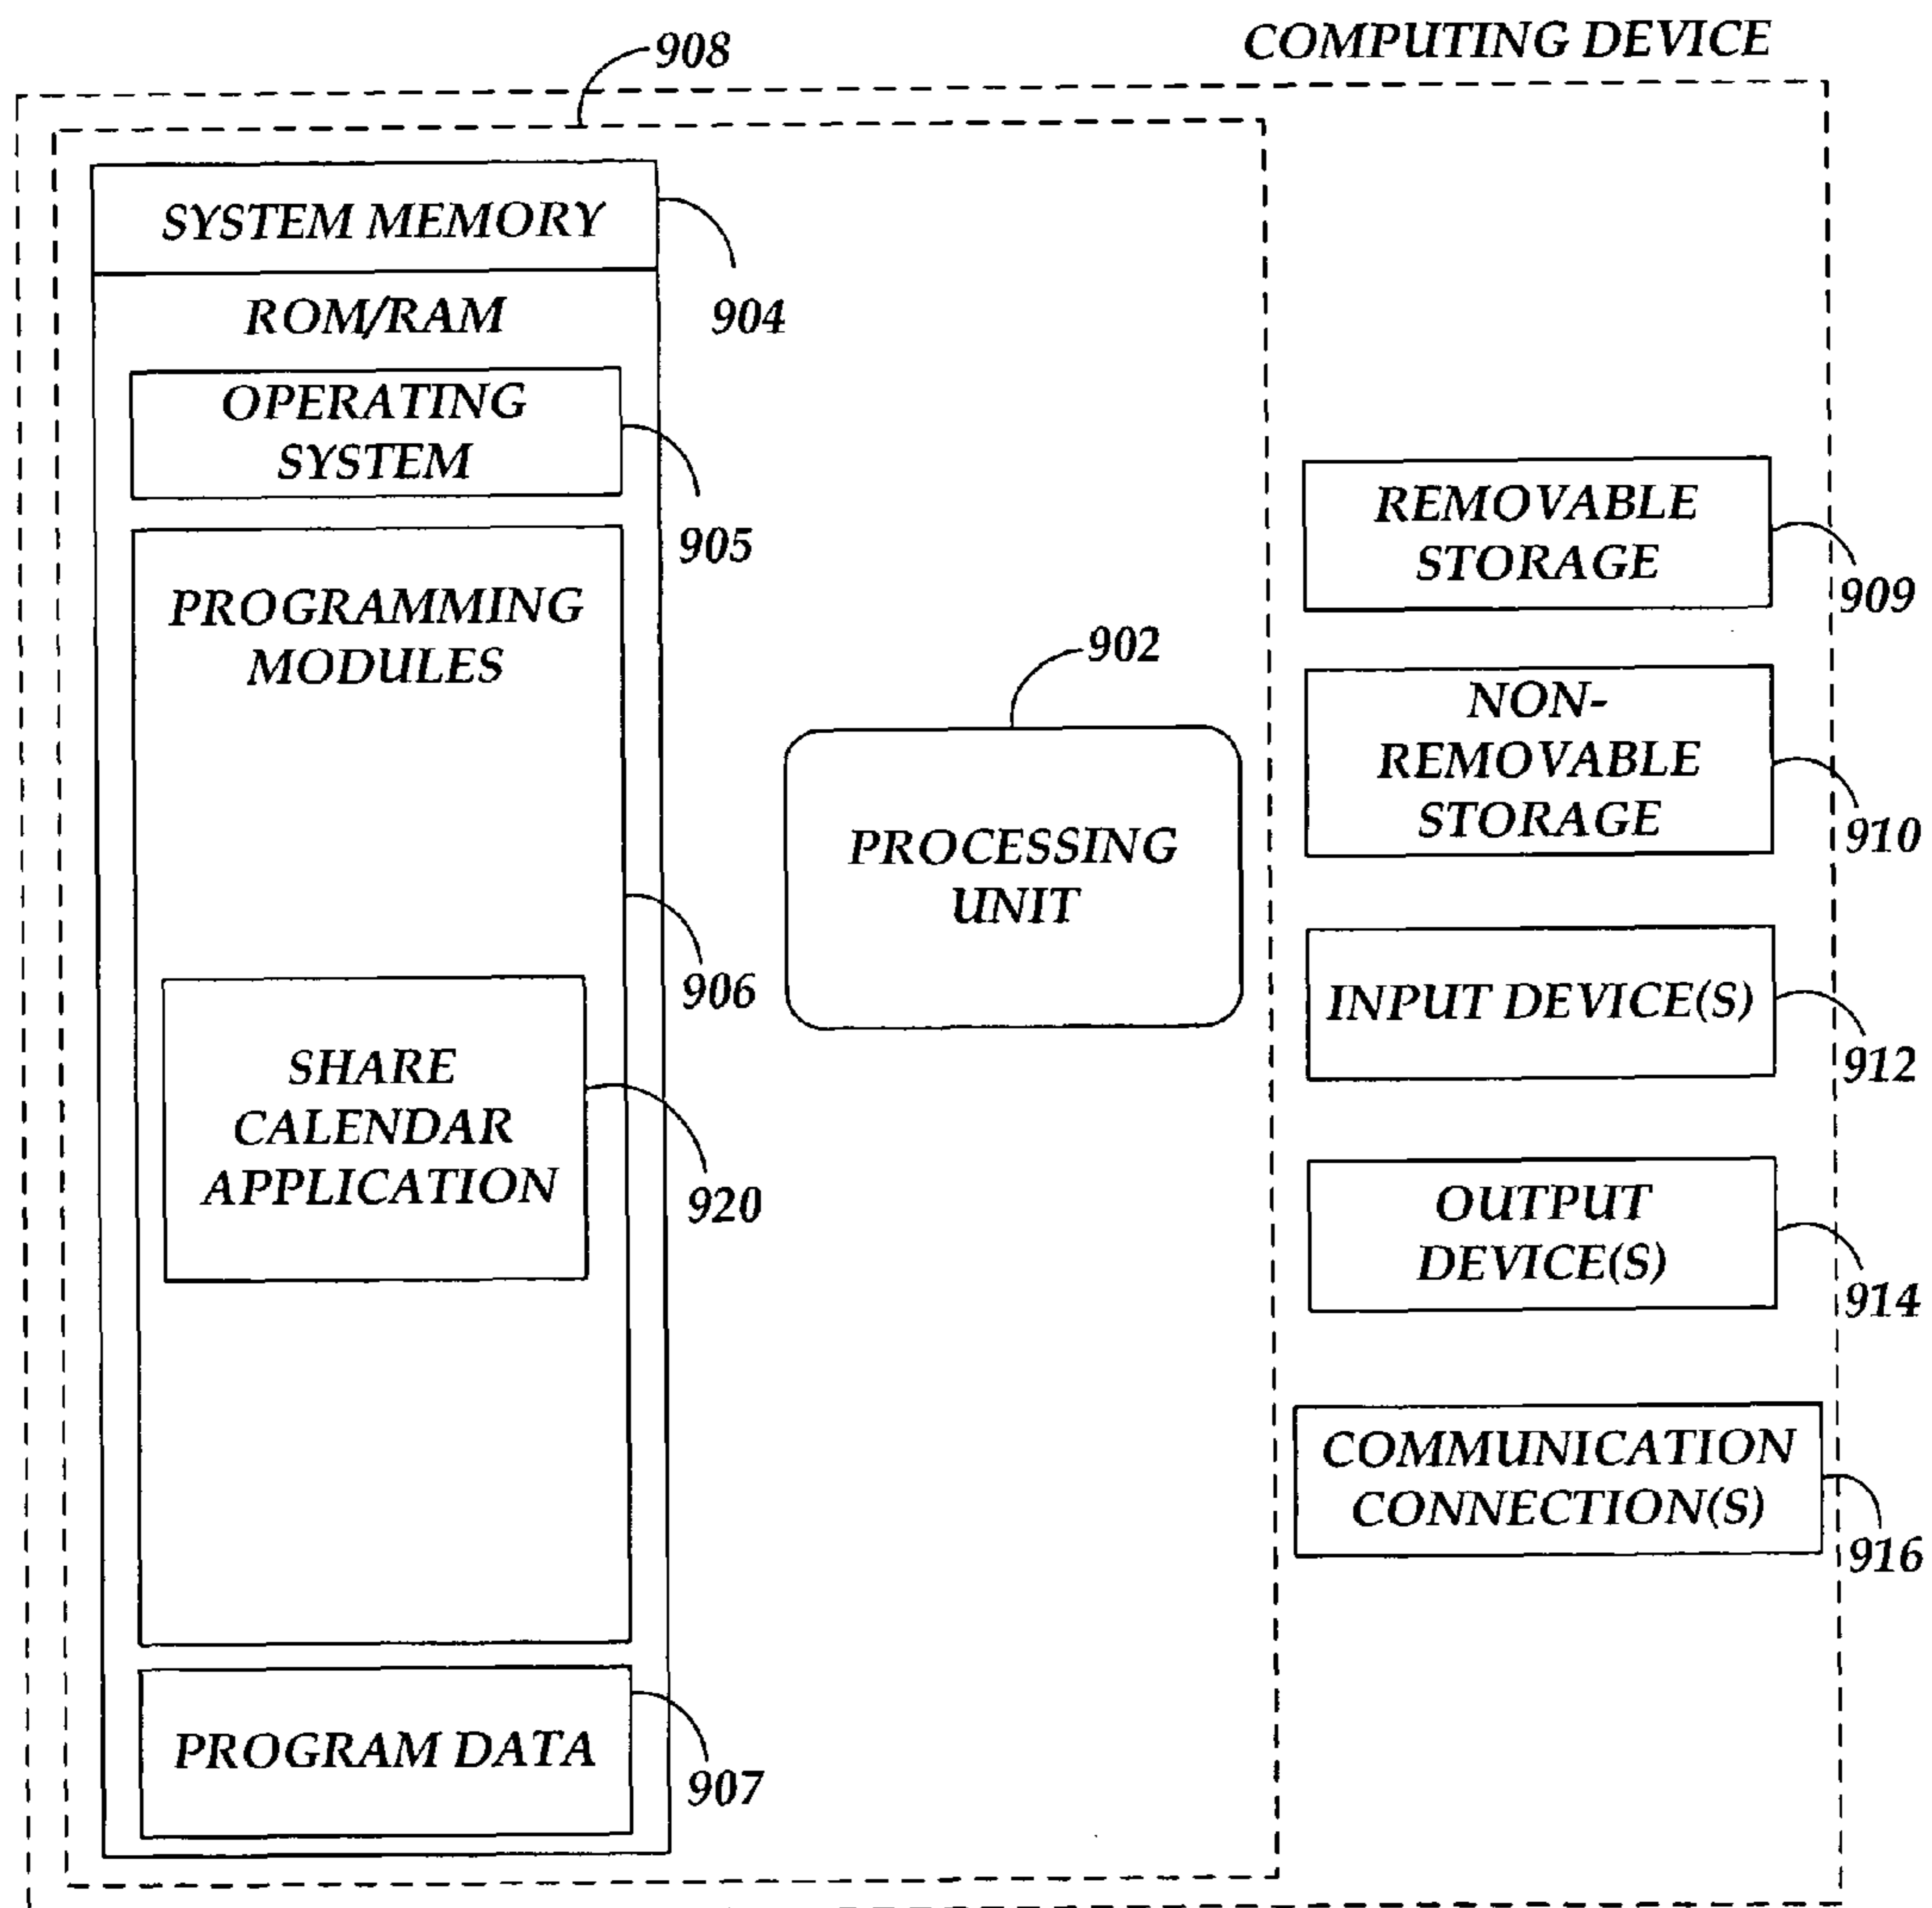 COMPUTING DEVICE
908
SYSTEM MEMORY
904
ROM/RAM
OPERATING
SYSTEM
905
PROGRAMMING
MODULES
906
SHARE
CALENDAR
APPLICATION
920
PROGRAM DATA
907
902
PROCESSING
UNIT
REMOVABLE
STORAGE
909
NON-
REMOVABLE
STORAGE
910
INPUT DEVICE(S)
912
OUTPUT
DEVICE(S)
914
COMMUNICATION
CONNECTION(S)
916